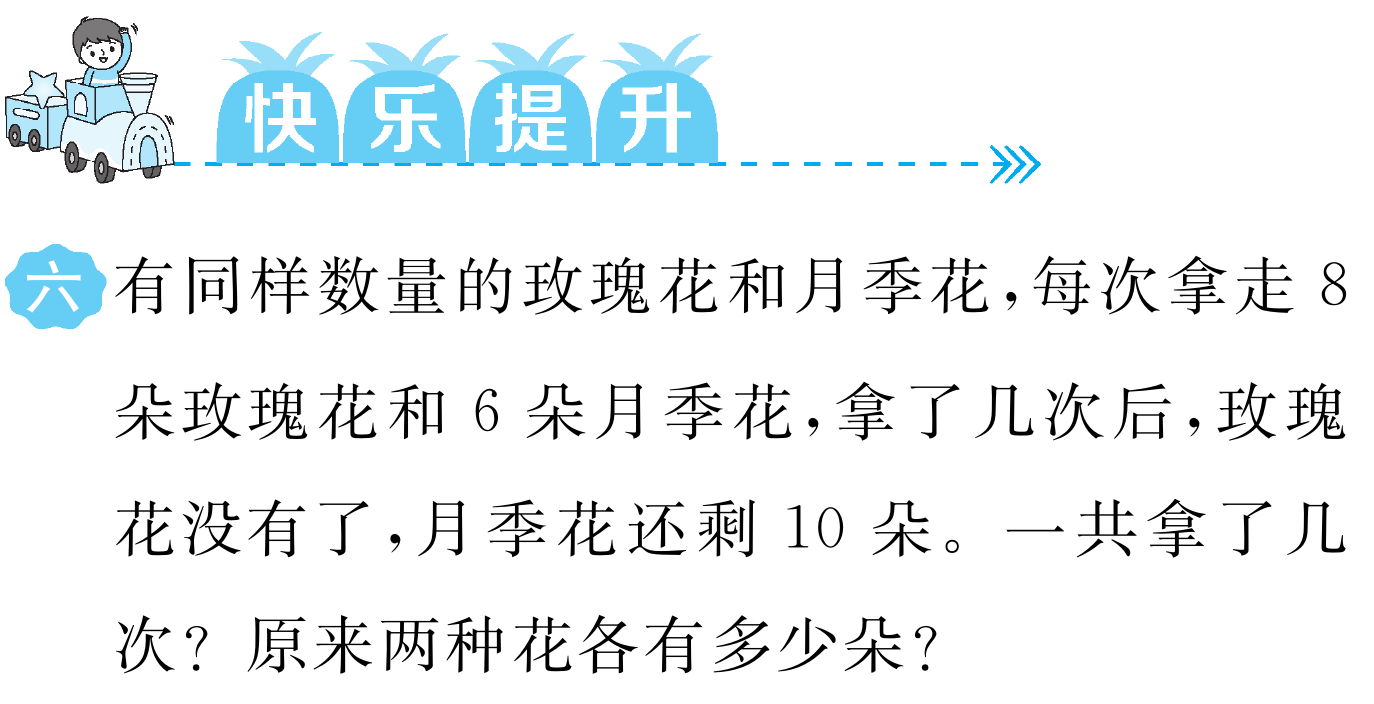 快乐提升
六 有同样数量的玫瑰花和月季花,每次拿走 8
朵玫瑰花和 6 朵月季花,拿了几次后,玫瑰
花没有了,月季花还剩 10 朵。一共拿了几
次? 原来两种花各有多少朵?